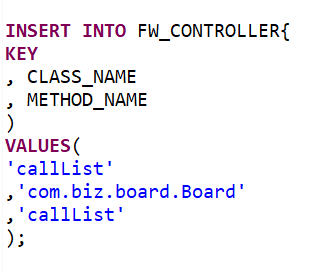 INSERT INTO FW_CONTROLLER{
KEY
, CLASS_NAME
, METHOD_NAME
)
VALUES(
'callList'
,'com.biz.board.Board'
,'callList'
);